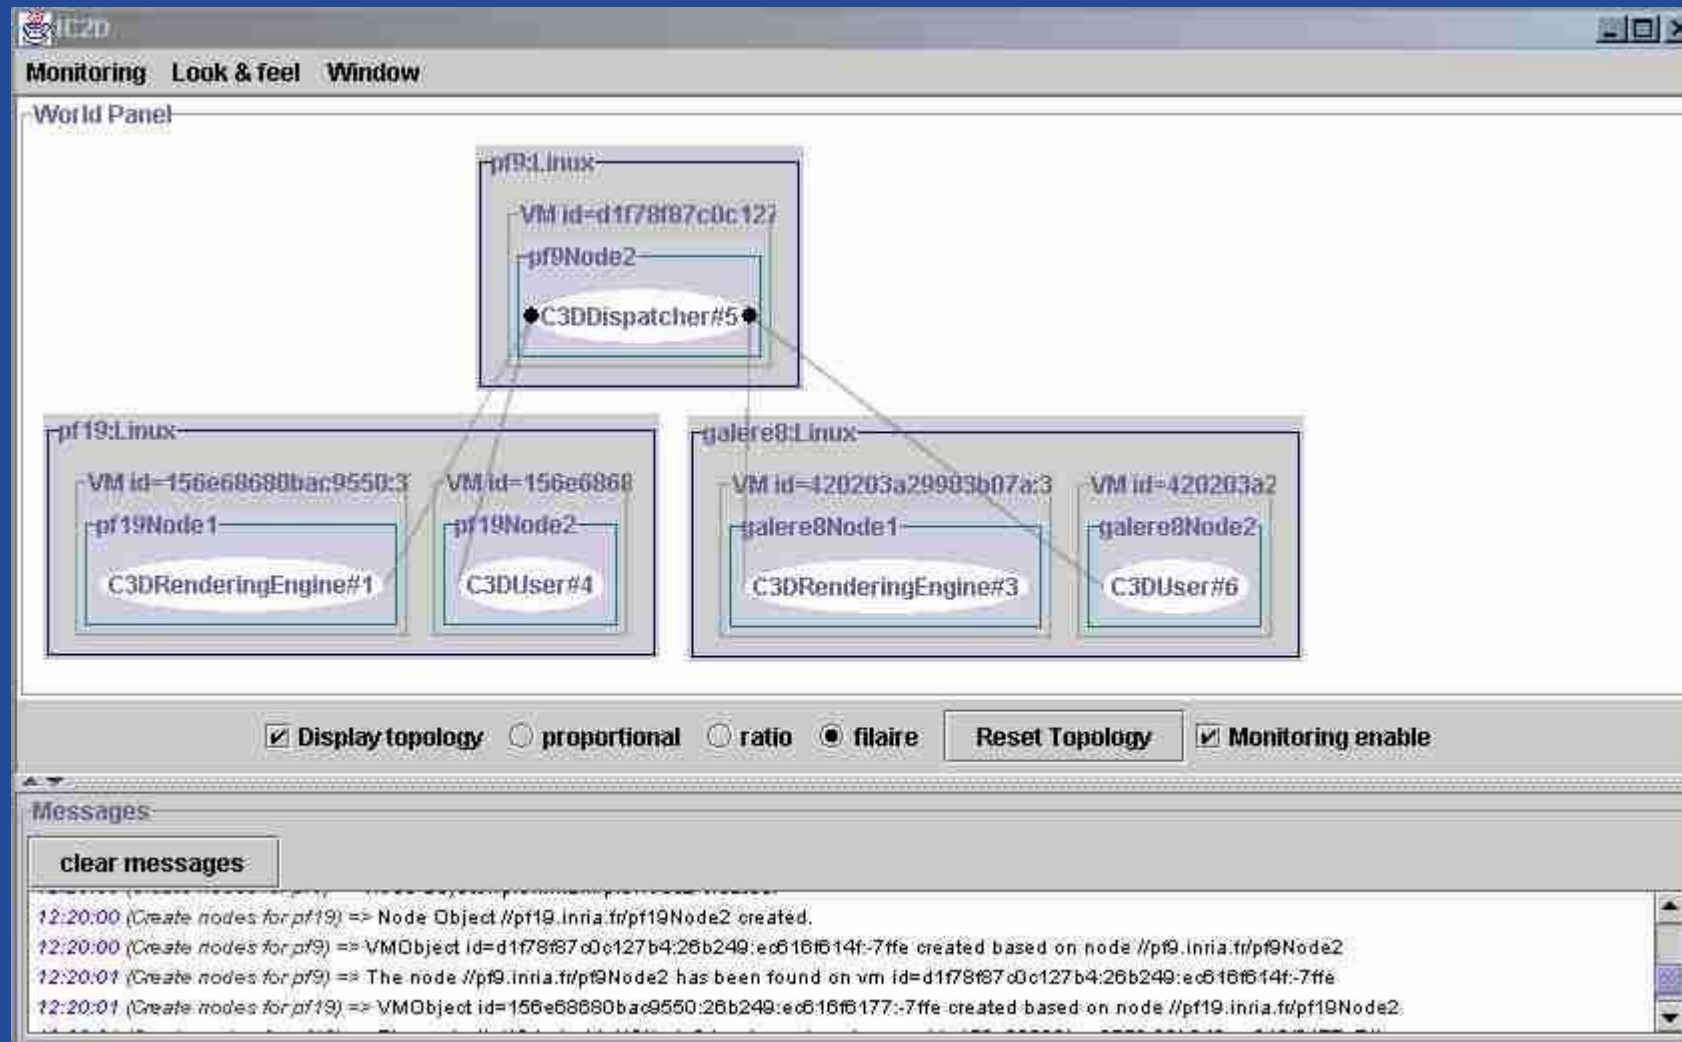 IC2D
Monitoring Look & feel Window
World Panel
pf9:Linux
VM id=d1f78f87c0c127
pf9Node2
C3DDispatcher#5
pf19:Linux
galere8:Linux
VM id=156e68680bac9550:3
VM id=156e6868
VM id=420203a29903b07a:3
VM id=420203a2
pf19Node1
pf19Node2
galere8Node1
galere8Node2
C3DRenderingEngine#1
C3DUser#4
C3DRenderingEngine#3
C3DUser#6
Display topology proportional ratio filaire Reset Topology Monitoring enable
Messages
clear messages
12:20:00 (Create nodes for pf19) => Node Object //pf19.inria.fr/pf19Node2 created.
12:20:00 (Create nodes for pf9) => VMObject id=d1f78f87c0c127b4:26b249:ec616f614f:-7ffe created based on node //pf9.inria.fr/pf9Node2
12:20:01 (Create nodes for pf9) => The node //pf9.inria.fr/pf9Node2 has been found on vm id=d1f78f87c0c127b4:26b249:ec616f614f:-7ffe
12:20:01 (Create nodes for pf19) => VMObject id=156e68680bac9550:26b249:ec616f6177:-7ffe created based on node //pf19.inria.fr/pf19Node2